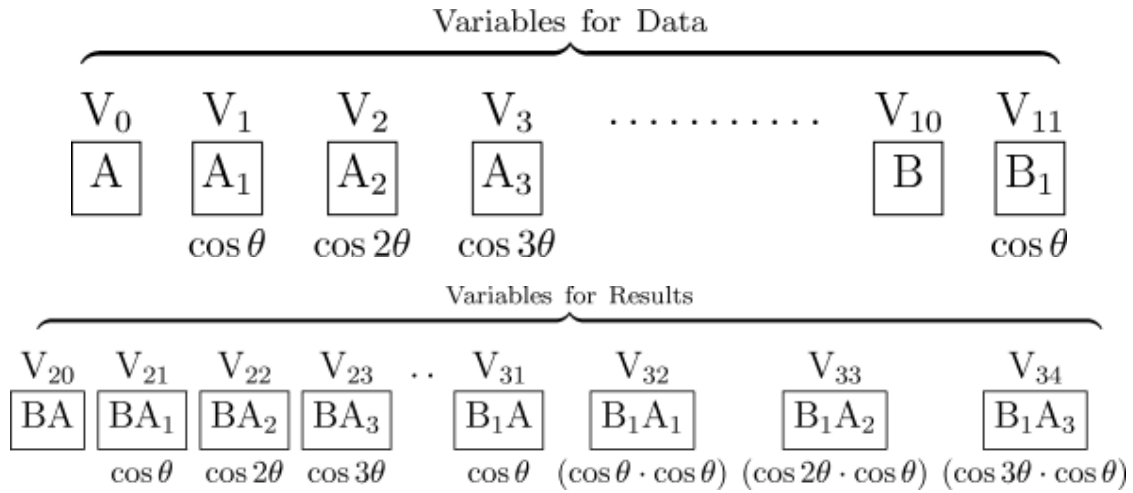 Variables for Data
V₀ V₁ V₂ V₃ ........... V₁₀ V₁₁
A A₁ A₂ A₃ B B₁
cos θ cos 2θ cos 3θ cos θ
Variables for Results
V₂₀ V₂₁ V₂₂ V₂₃ .. V₃₁ V₃₂ V₃₃ V₃₄
BA BA₁ BA₂ BA₃ B₁A B₁A₁ B₁A₂ B₁A₃
cos θ cos 2θ cos 3θ cos θ (cos θ · cos θ) (cos 2θ · cos θ) (cos 3θ · cos θ)